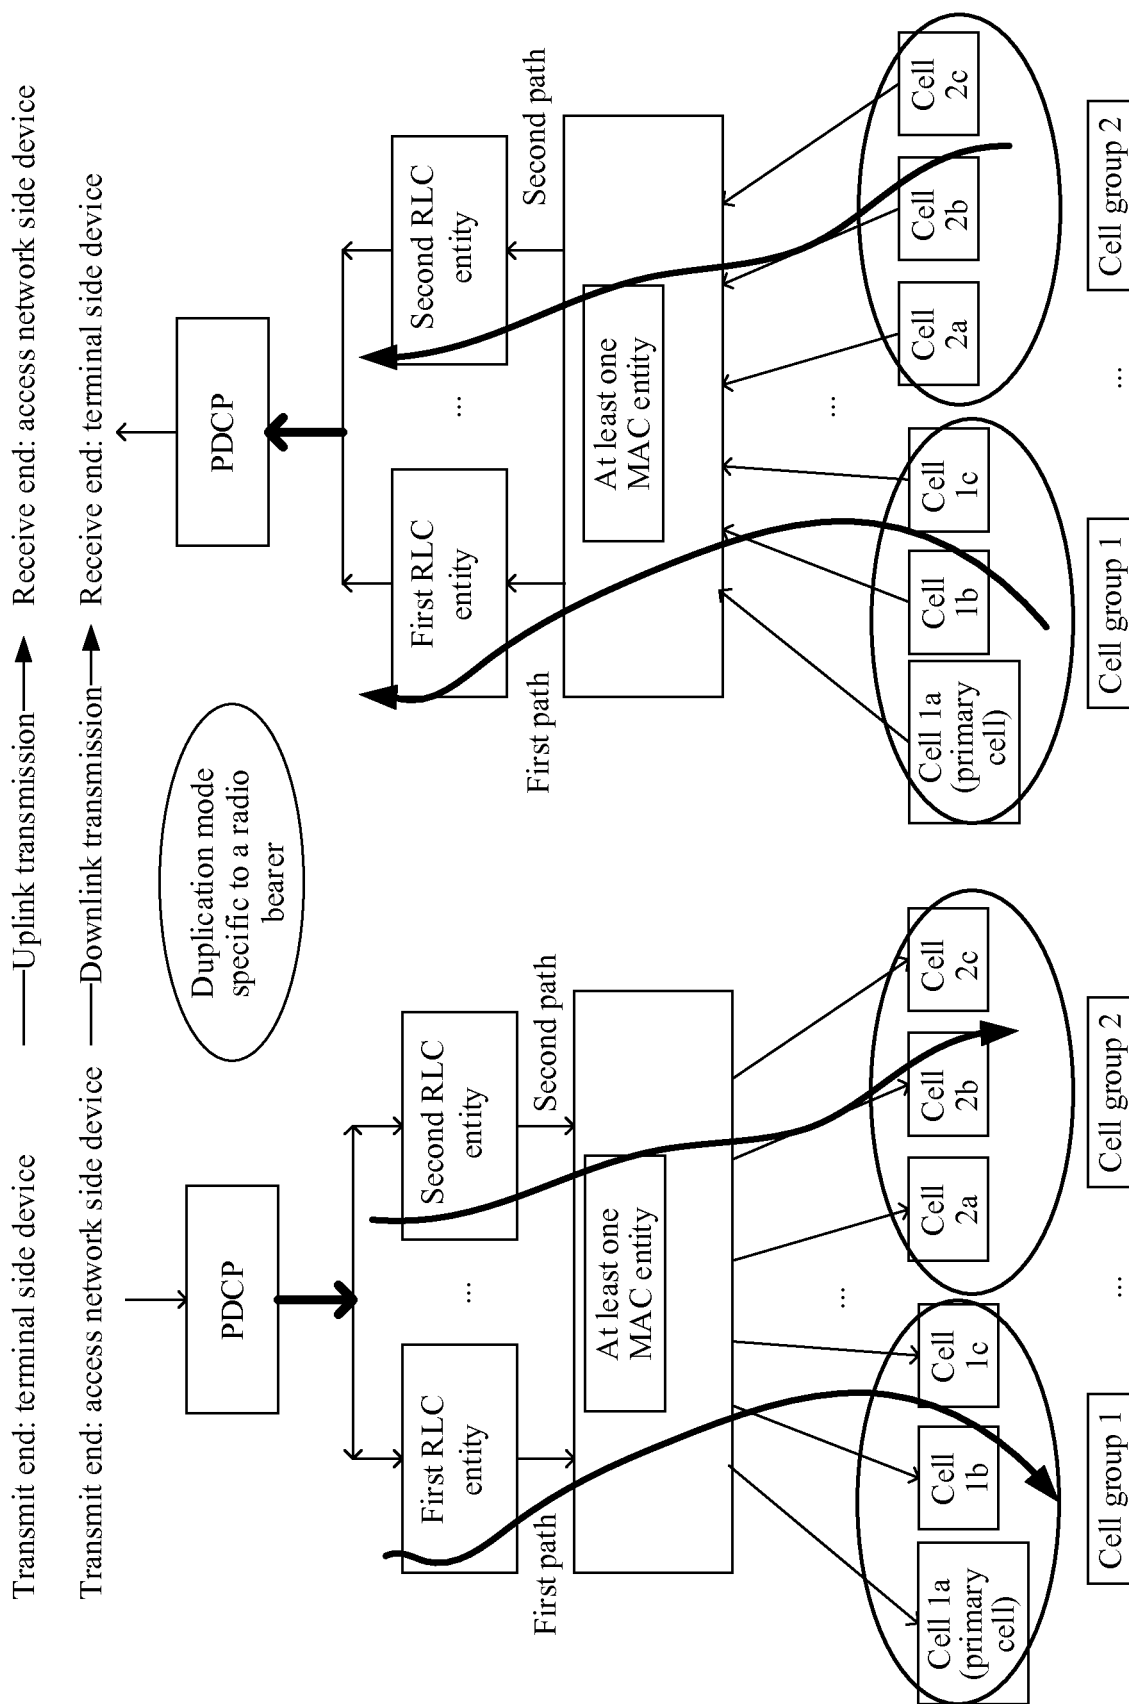 Transmit end: terminal side device Uplink transmission Receive end: access network side device
Transmit end: access network side device Downlink transmission Receive end: terminal side device
Duplication mode
specific to a radio
bearer
PDCP
First RLC
entity
...
Second RLC
entity
First path
Second path
At least one
MAC entity
...
Cell 1a
(primary
cell)
Cell
1b
Cell
1c
Cell
2a
Cell
2b
Cell
2c
Cell group 1
...
Cell group 2
PDCP
First RLC
entity
...
Second RLC
entity
First path
Second path
At least one
MAC entity
...
Cell 1a
(primary
cell)
Cell
1b
Cell
1c
Cell
2a
Cell
2b
Cell
2c
Cell group 1
...
Cell group 2